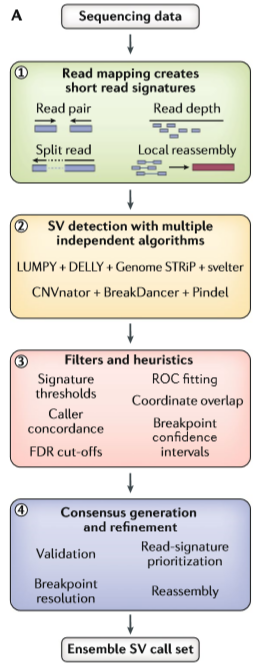 A
Sequencing data
1
Read mapping creates
short read signatures
Read pair
Read depth
Split read
Local reassembly
2
SV detection with multiple
independent algorithms
LUMPY + DELLY + Genome STRiP + svelter
CNVnator + BreakDancer + Pindel
3
Filters and heuristics
Signature
thresholds
Caller
concordance
FDR cut-offs
ROC fitting
Coordinate overlap
Breakpoint
confidence
intervals
4
Consensus generation
and refinement
Validation
Breakpoint
resolution
Read-signature
prioritization
Reassembly
Ensemble SV call set